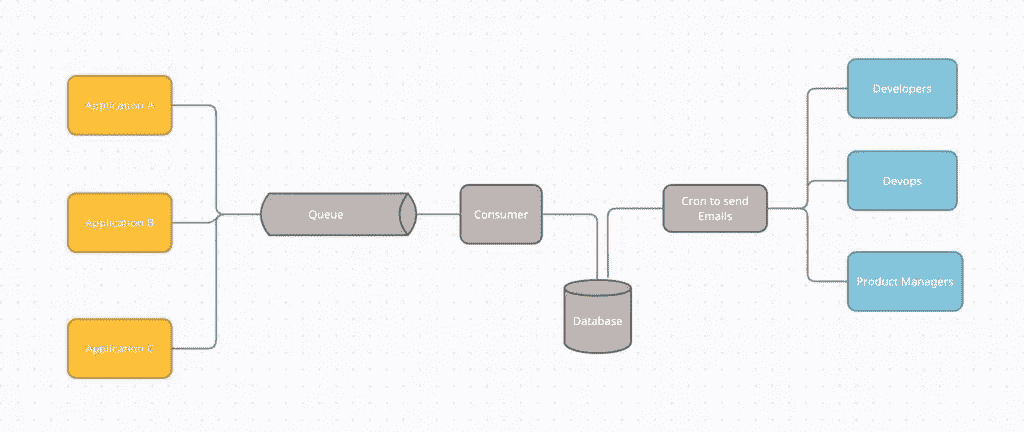 Application A
Application B
Application C
Queue
Consumer
Database
Cron to send
Emails
Developers
Devops
Product Managers